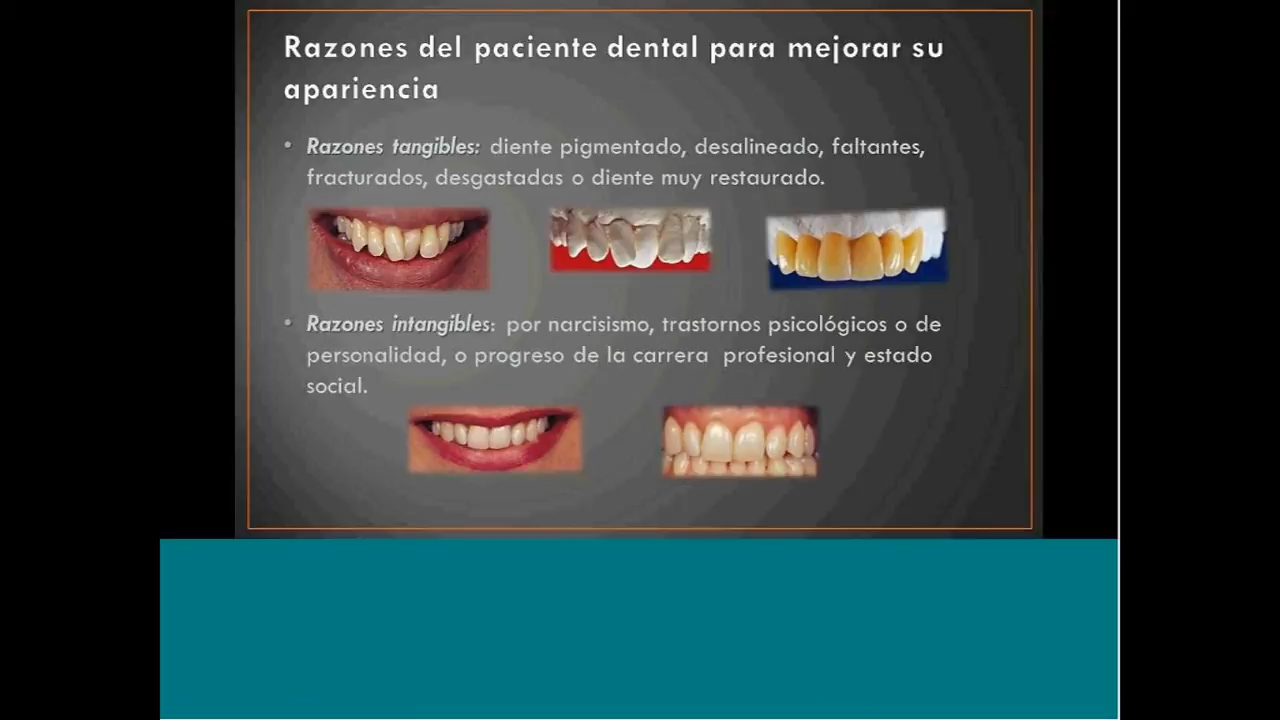 Razones del paciente dental para mejorar su
apariencia
• Razones tangibles: diente pigmentado, desalineado, faltantes,
fracturados, desgastadas o diente muy restaurado.
• Razones intangibles: por narcisismo, trastornos psicológicos o de
personalidad, o progreso de la carrera profesional y estado
social.